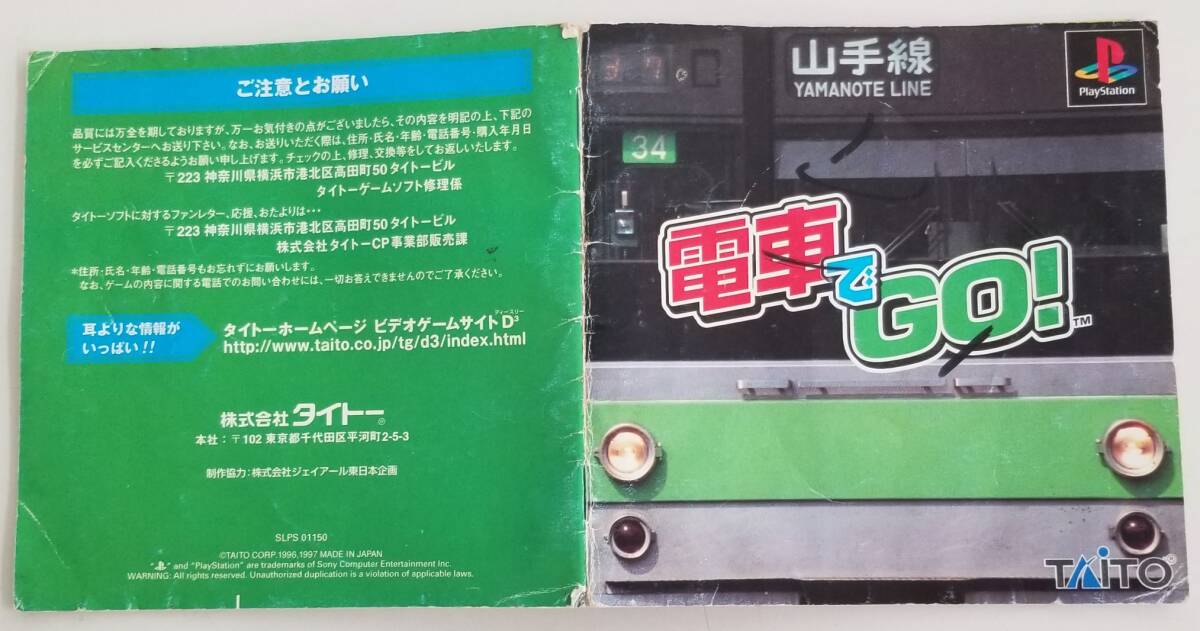 ご注意とお願い
品質には万全を期しておりますが、万一お気付きの点がございましたら、その内容を明記の上、下記の
サービスセンターへお送り下さい。なお、お送りいただく際は、住所・氏名・年齢・電話番号・購入年月日
を必ずご記入くださるようお願い申し上げます。チェックの上、修理、交換等をしてお返しいたします。
〒223 神奈川県横浜市港北区高田町50 タイトービル
タイトーゲームソフト修理係
タイトーソフトに対するファンレター、応援、おたよりは・・・
〒223 神奈川県横浜市港北区高田町50 タイトービル
株式会社タイトーCP事業部販売課
*住所・氏名・年齢・電話番号もお忘れずにお願いします。
なお、ゲームの内容に関する電話でのお問い合わせには、一切お答えできませんのでご了承ください。
耳よりな情報が
いっぱい!!
タイトーホームページ ビデオゲームサイトD3
ディースリー
http://www.taito.co.jp/tg/d3/index.html
株式会社タイトー®
本社:〒102 東京都千代田区平河町2-5-3
制作協力:株式会社ジェイアール東日本企画
SLPS 01150
©TAITO CORP.1996,1997 MADE IN JAPAN
" " and "PlayStation" are trademarks of Sony Computer Entertainment Inc.
WARNING: All rights reserved. Unauthorized duplication is a violation of applicable laws.
山手線
YAMANOTE LINE
PlayStation
34
電車でGO!™
TAITO®